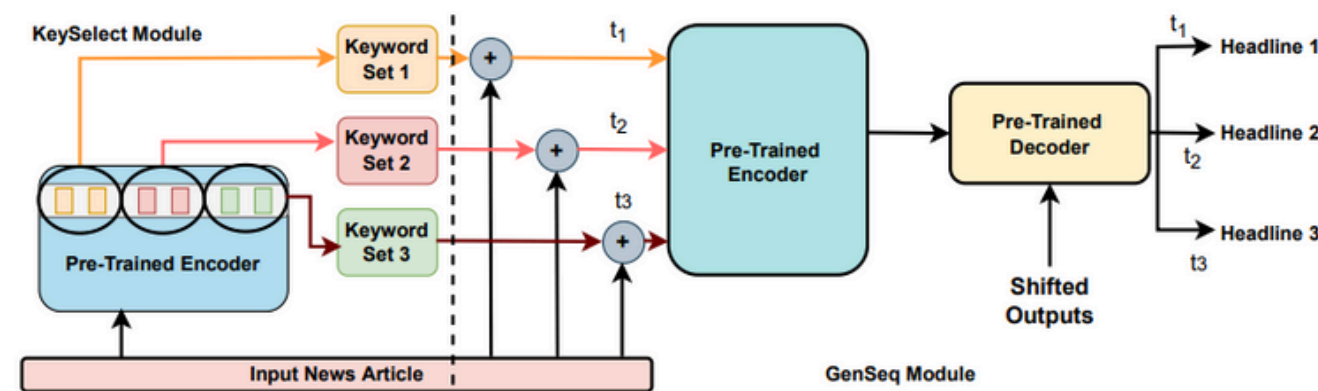 KeySelect Module
Keyword
Set 1
+
t1
t1
Headline 1
Keyword
Set 2
+
t2
Pre-Trained
Encoder
Pre-Trained
Decoder
Headline 2
t2
Pre-Trained Encoder
Keyword
Set 3
t3
+
Headline 3
t3
Shifted
Outputs
Input News Article
GenSeq Module